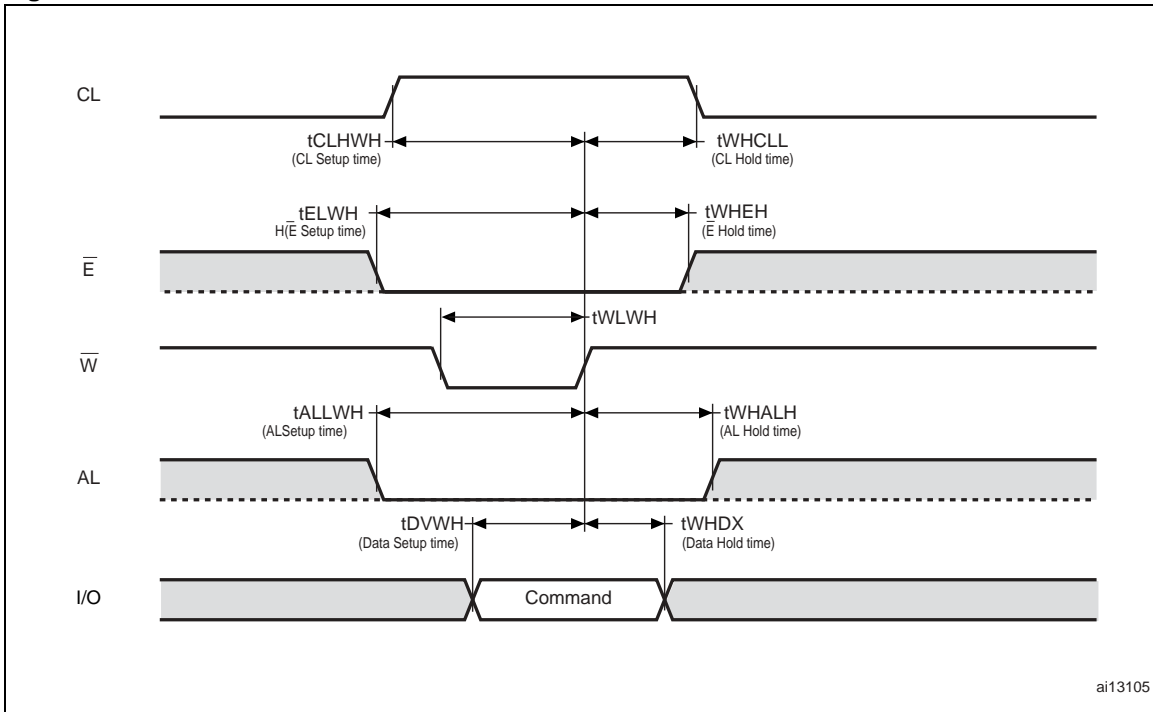 CL
tCLHWH
(CL Setup time)
tWHCLL
(CL Hold time)
tELWH
H(E̅ Setup time)
tWHEH
(E̅ Hold time)
E̅
tWLWH
W̅
tALLWH
(ALSetup time)
tWHALH
(AL Hold time)
AL
tDVWH
(Data Setup time)
tWHDX
(Data Hold time)
I/O
Command
ai13105